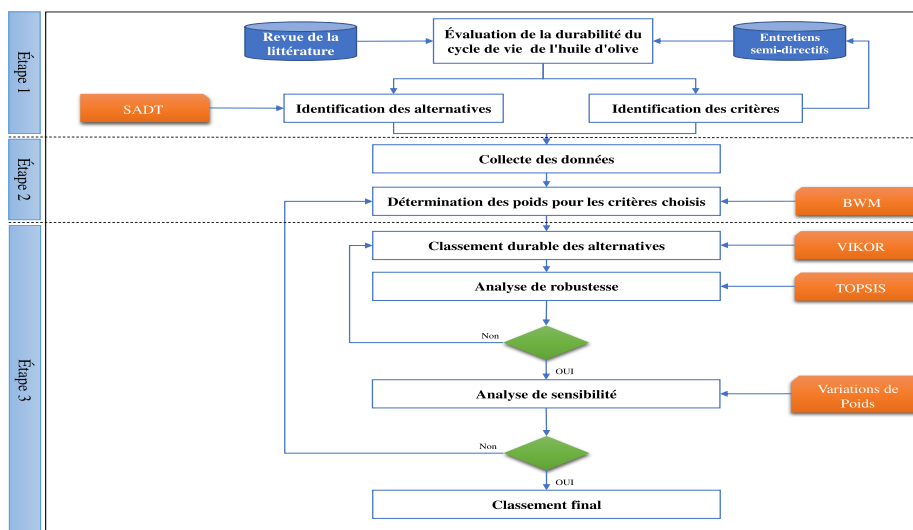 Étape 1
Revue de la
littérature
Évaluation de la durabilité du
cycle de vie de l'huile d'olive
Entretiens
semi-directifs
SADT
Identification des alternatives
Identification des critères
Étape 2
Collecte des données
Détermination des poids pour les critères choisis
BWM
Étape 3
Classement durable des alternatives
VIKOR
Analyse de robustesse
TOPSIS
Non
OUI
Analyse de sensibilité
Variations de
Poids
Non
OUI
Classement final